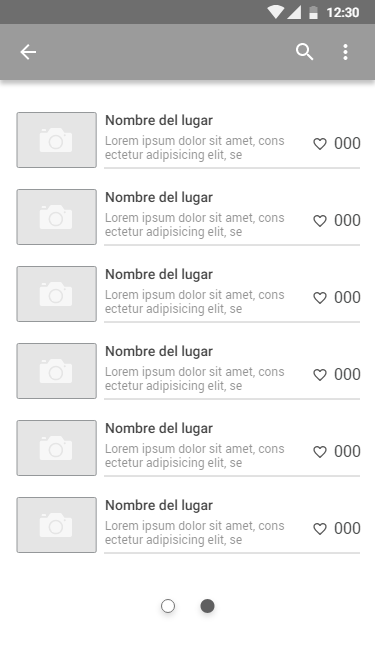 12:30
Nombre del lugar
Lorem ipsum dolor sit amet, cons
ectetur adipisicing elit, se
000
Nombre del lugar
Lorem ipsum dolor sit amet, cons
ectetur adipisicing elit, se
000
Nombre del lugar
Lorem ipsum dolor sit amet, cons
ectetur adipisicing elit, se
000
Nombre del lugar
Lorem ipsum dolor sit amet, cons
ectetur adipisicing elit, se
000
Nombre del lugar
Lorem ipsum dolor sit amet, cons
ectetur adipisicing elit, se
000
Nombre del lugar
Lorem ipsum dolor sit amet, cons
ectetur adipisicing elit, se
000